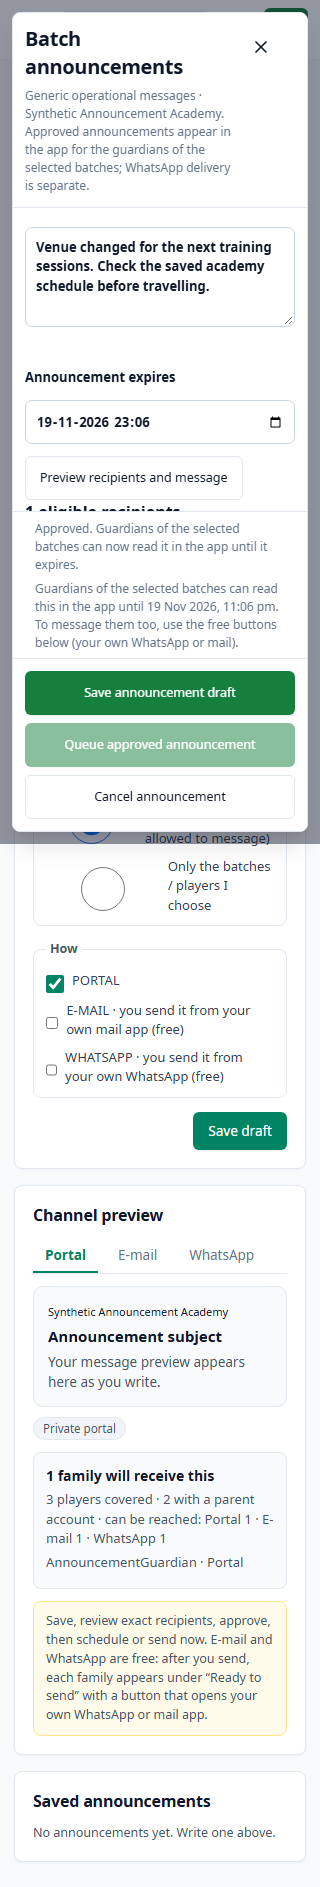 Batch
announcements
Generic operational messages ·
Synthetic Announcement Academy.
Approved announcements appear in
the app for the guardians of the
selected batches; WhatsApp delivery
is separate.
Venue changed for the next training
sessions. Check the saved academy
schedule before travelling.
Announcement expires
19-11-2026 23:06
Preview recipients and message
1 eligible recipients
Approved. Guardians of the selected
batches can now read it in the app until it
expires.
Guardians of the selected batches can read
this in the app until 19 Nov 2026, 11:06 pm.
To message them too, use the free buttons
below (your own WhatsApp or mail).
Save announcement draft
Queue approved announcement
Cancel announcement
allowed to message)
Only the batches
/ players I
choose
How
PORTAL
E-MAIL · you send it from your
own mail app (free)
WHATSAPP · you send it from
your own WhatsApp (free)
Save draft
Channel preview
Portal E-mail WhatsApp
Synthetic Announcement Academy
Announcement subject
Your message preview appears
here as you write.
Private portal
1 family will receive this
3 players covered · 2 with a parent
account · can be reached: Portal 1 · E-
mail 1 · WhatsApp 1
AnnouncementGuardian · Portal
Save, review exact recipients, approve,
then schedule or send now. E-mail and
WhatsApp are free: after you send,
each family appears under “Ready to
send” with a button that opens your
own WhatsApp or mail app.
Saved announcements
No announcements yet. Write one above.